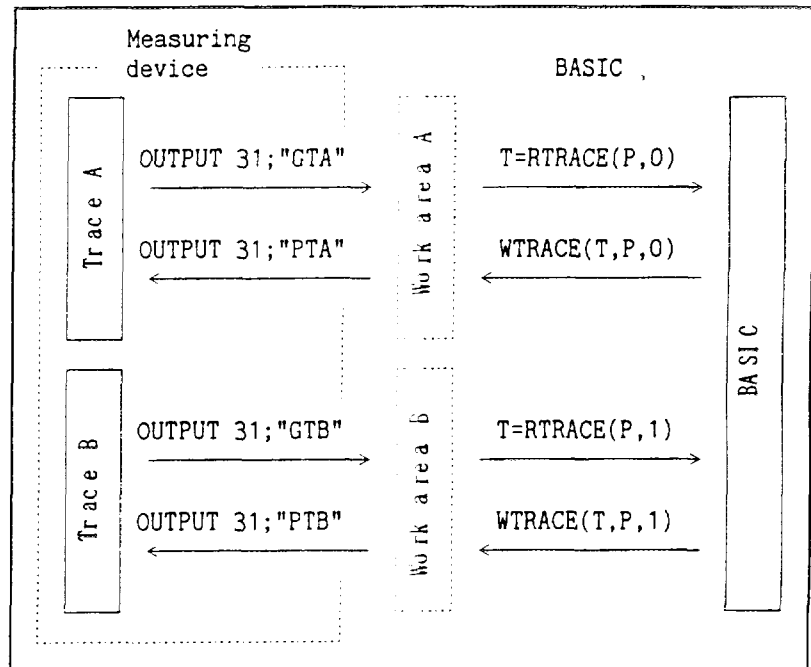 Measuring
device
BASIC
Trace A
OUTPUT 31;"GTA"
OUTPUT 31;"PTA"
Work area A
T=RTRACE(P,0)
WTRACE(T,P,0)
BASIC
Trace B
OUTPUT 31;"GTB"
OUTPUT 31;"PTB"
Work area B
T=RTRACE(P,1)
WTRACE(T,P,1)